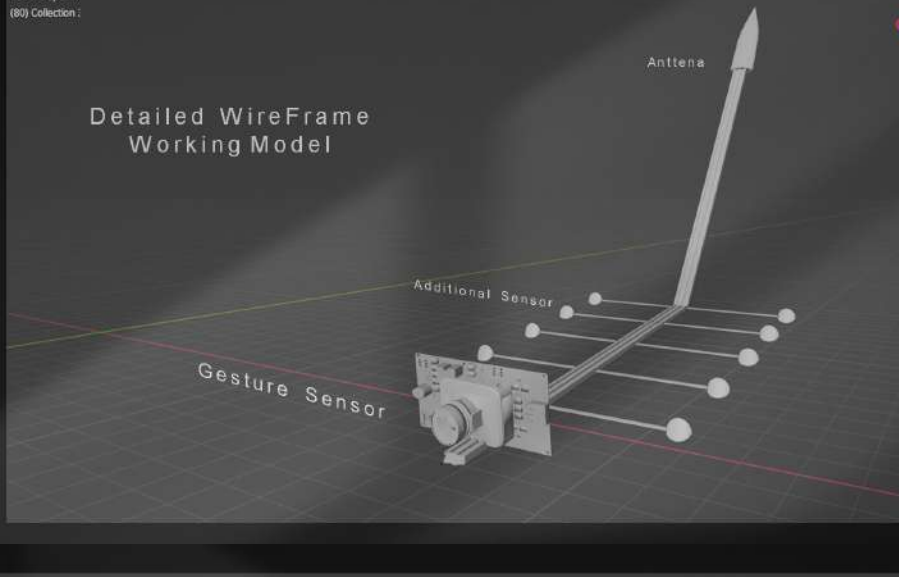 (80) Collection :
Anttena
Detailed WireFrame
Working Model
Additional Sensor
Gesture Sensor